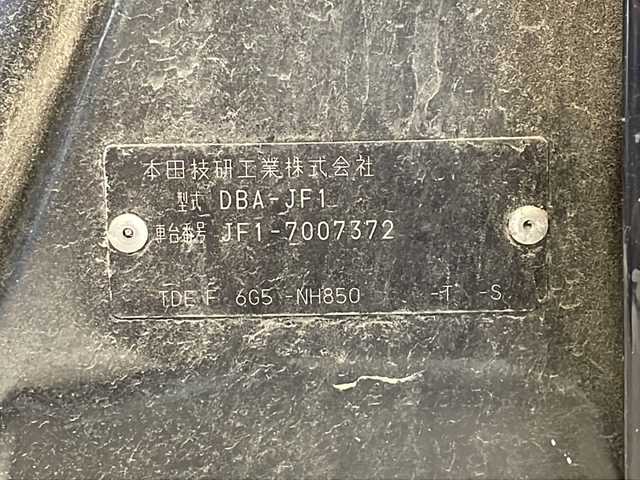 本田技研工業株式会社
型式 DBA-JF1
車台番号 JF1-7007372
TDE F 6G5 -NH850 -T -S